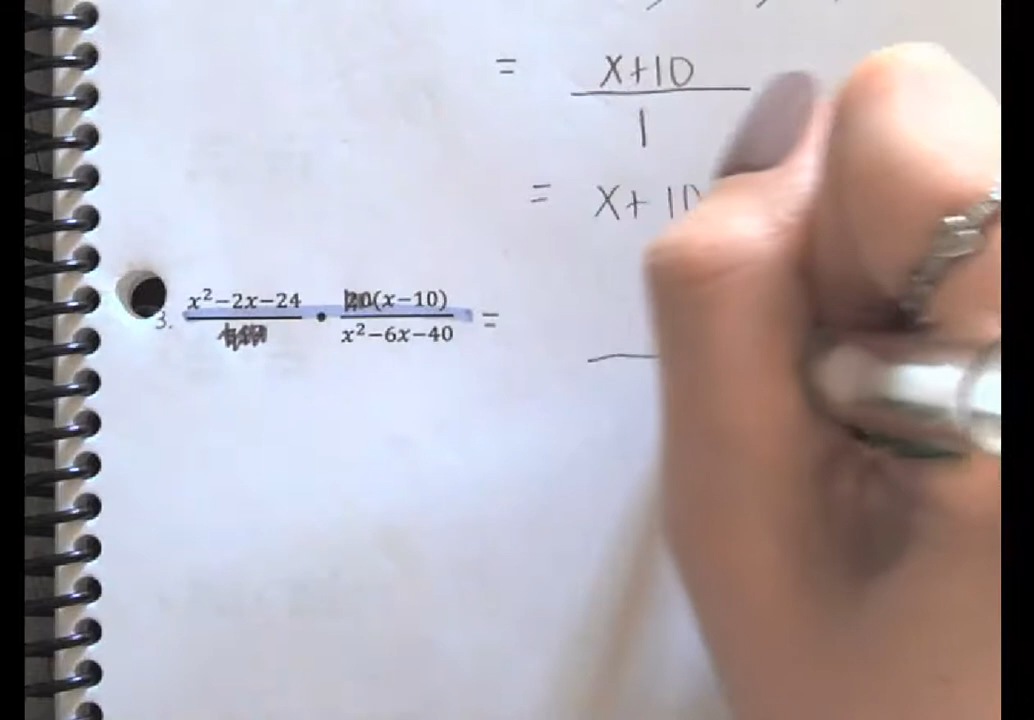 = x+10
1
= x+10
3. x²−2x−24 • (x−10) =
x²−6x−40